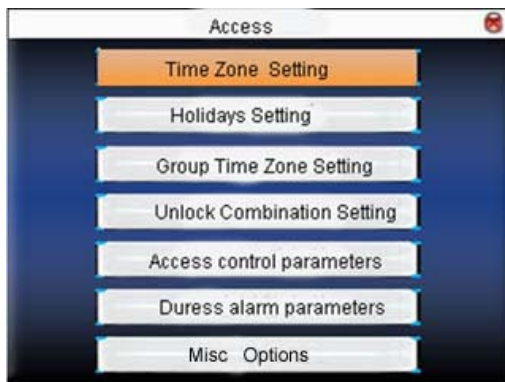 Access
Time Zone Setting
Holidays Setting
Group Time Zone Setting
Unlock Combination Setting
Access control parameters
Duress alarm parameters
Misc Options